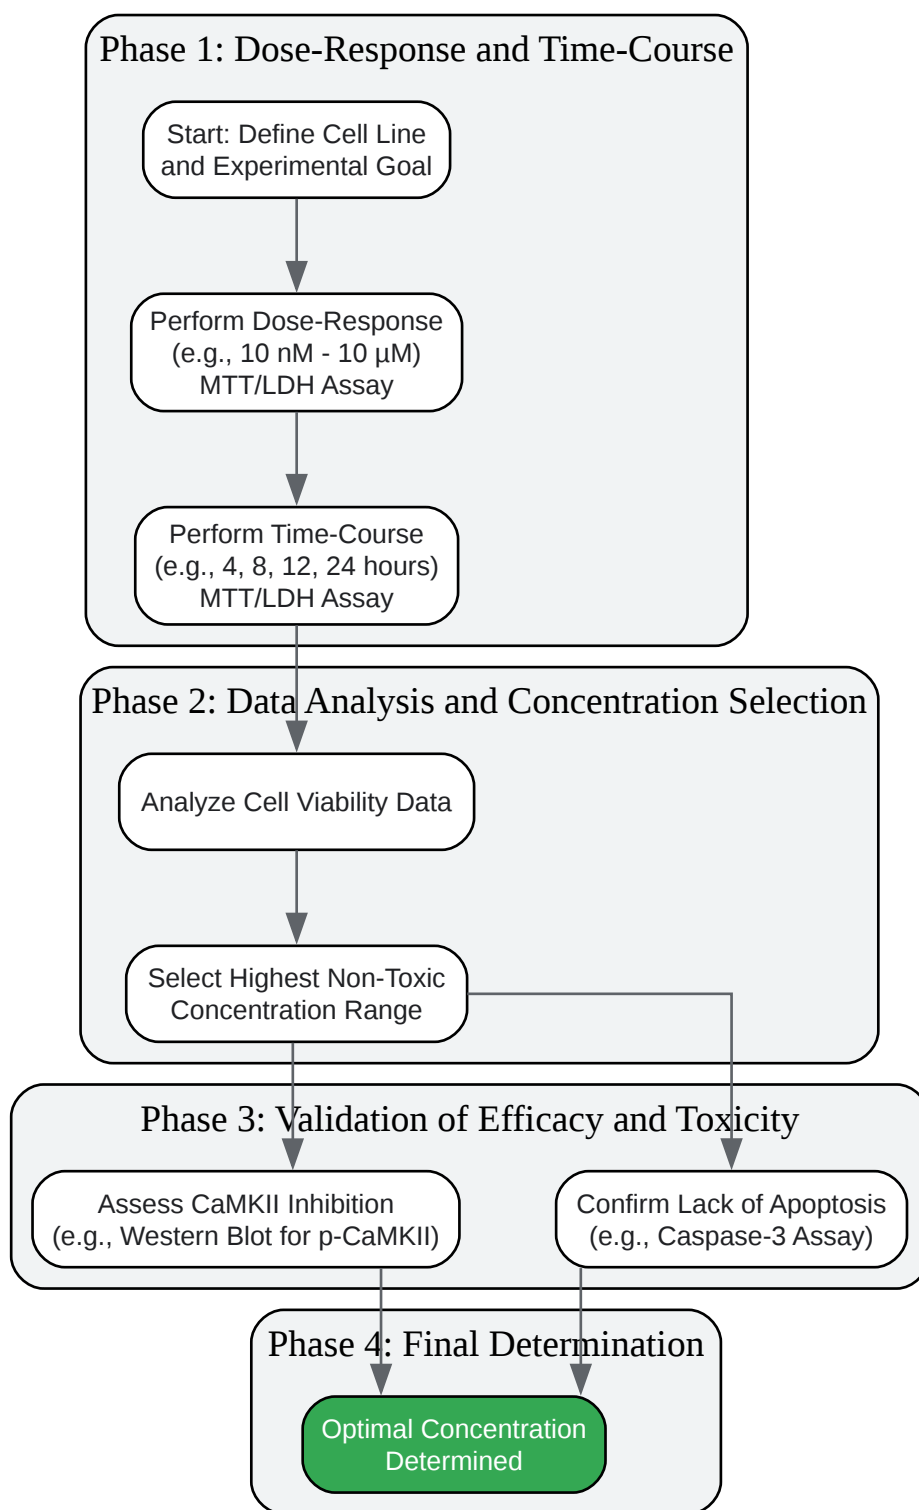 Phase 1: Dose-Response and Time-Course
Start: Define Cell Line
and Experimental Goal
Perform Dose-Response
(e.g., 10 nM - 10 µM)
MTT/LDH Assay
Perform Time-Course
(e.g., 4, 8, 12, 24 hours)
MTT/LDH Assay
Phase 2: Data Analysis and Concentration Selection
Analyze Cell Viability Data
Select Highest Non-Toxic
Concentration Range
Phase 3: Validation of Efficacy and Toxicity
Assess CaMKII Inhibition
(e.g., Western Blot for p-CaMKII)
Confirm Lack of Apoptosis
(e.g., Caspase-3 Assay)
Phase 4: Final Determination
Optimal Concentration
Determined